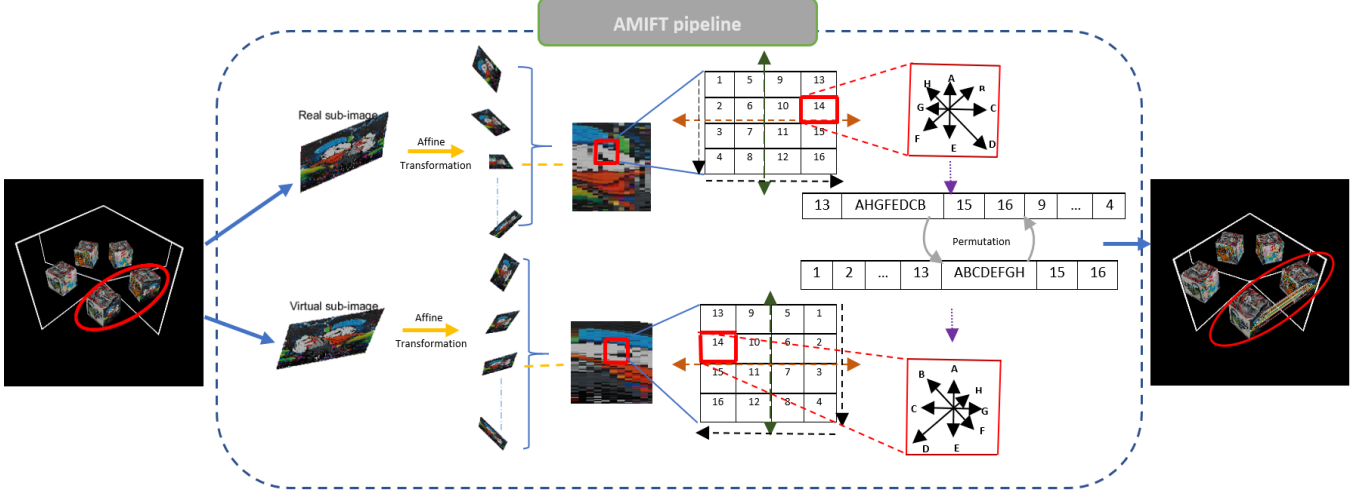 AMIFT pipeline
Real sub-image
Affine
Transformation
1 5 9 13
2 6 10 14
3 7 11 15
4 8 12 16
A
H B
G C
F
E
D
13 AHGFEDCB 15 16 9 ... 4
Permutation
1 2 ... 13 ABCDEFGH 15 16
Virtual sub-image
Affine
Transformation
13 9 5 1
14 10 6 2
15 11 7 3
16 12 8 4
A
B H
C G
F
D E